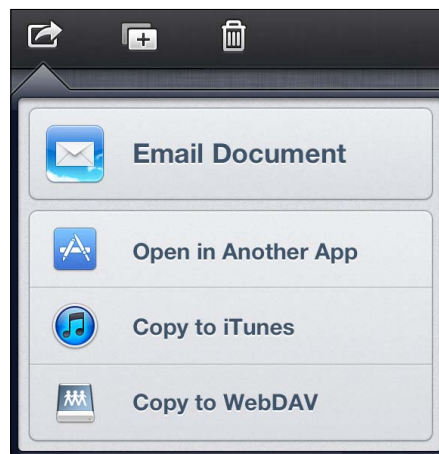 Email Document
Open in Another App
Copy to iTunes
Copy to WebDAV